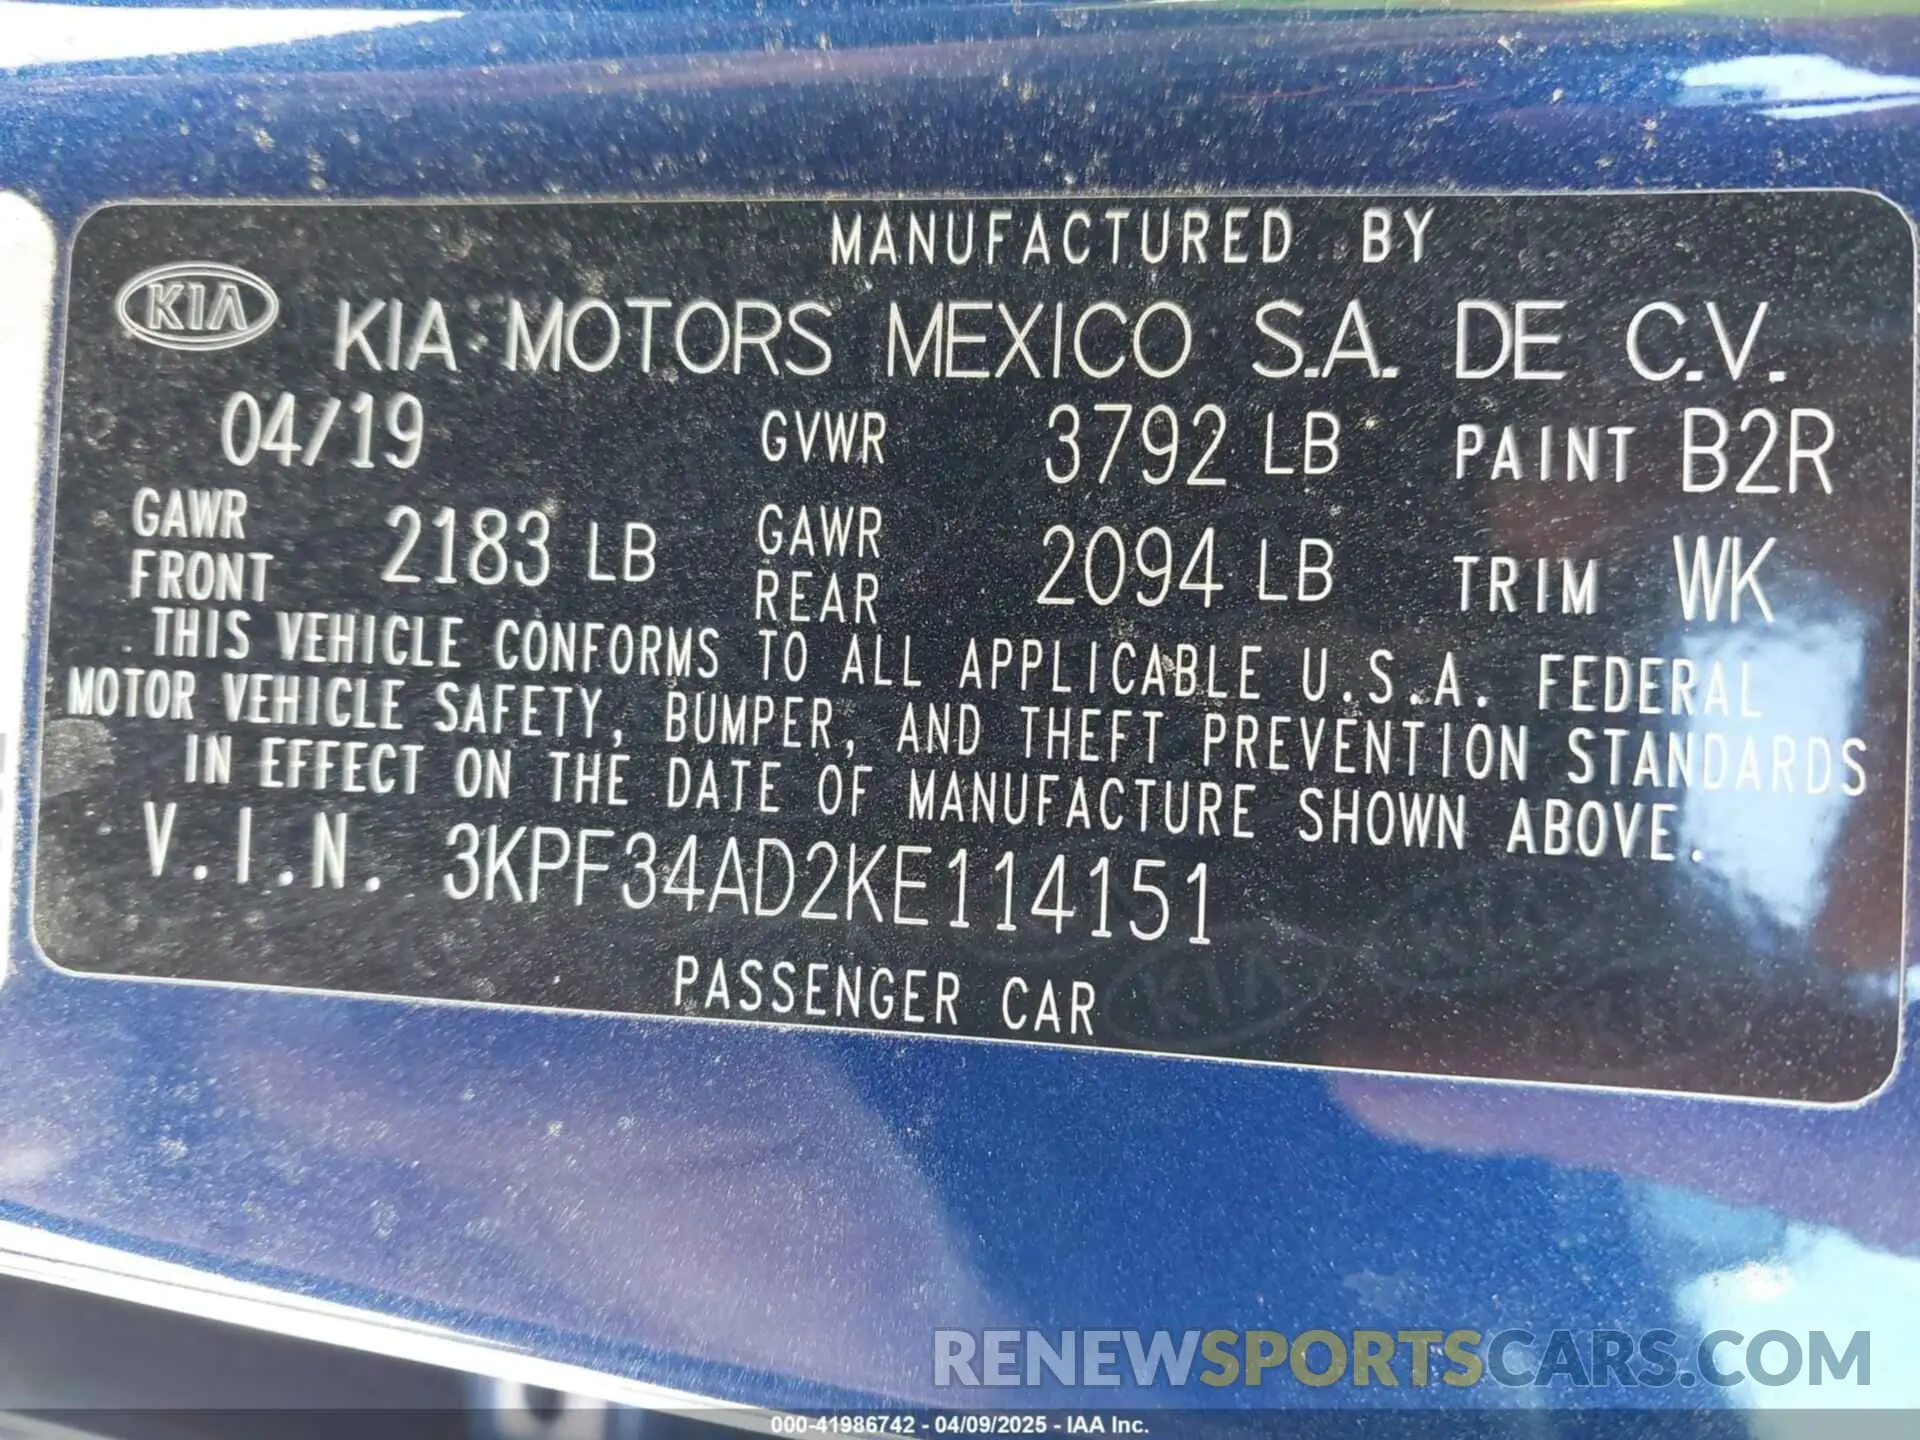 MANUFACTURED BY
KIA KIA MOTORS MEXICO S.A. DE C.V.
04/19 GVWR 3792 LB PAINT B2R
GAWR FRONT 2183 LB GAWR REAR 2094 LB TRIM WK
THIS VEHICLE CONFORMS TO ALL APPLICABLE U.S.A. FEDERAL
MOTOR VEHICLE SAFETY, BUMPER, AND THEFT PREVENTION STANDARDS
IN EFFECT ON THE DATE OF MANUFACTURE SHOWN ABOVE.
V.I.N. 3KPF34AD2KE114151
PASSENGER CAR
KIA
RENEWSPORTSCARS.COM
000-41986742 - 04/09/2025 - IAA Inc.